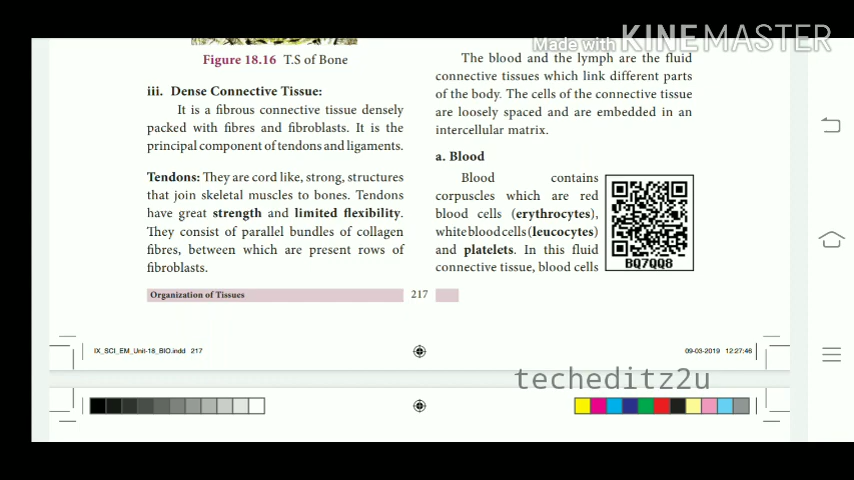 Made with KINEMASTER
Figure 18.16 T.S of Bone
iii. Dense Connective Tissue:
It is a fibrous connective tissue densely
packed with fibres and fibroblasts. It is the
principal component of tendons and ligaments.
Tendons: They are cord like, strong, structures
that join skeletal muscles to bones. Tendons
have great strength and limited flexibility.
They consist of parallel bundles of collagen
fibres, between which are present rows of
fibroblasts.
The blood and the lymph are the fluid
connective tissues which link different parts
of the body. The cells of the connective tissue
are loosely spaced and are embedded in an
intercellular matrix.
a. Blood
Blood contains
corpuscles which are red
blood cells (erythrocytes),
white blood cells (leucocytes)
and platelets. In this fluid
connective tissue, blood cells
BQ7QQ8
Organization of Tissues 217
IX_SCI_EM_Unit-18_BIO.indd 217
09-03-2019 12:27:46
techeditz2u